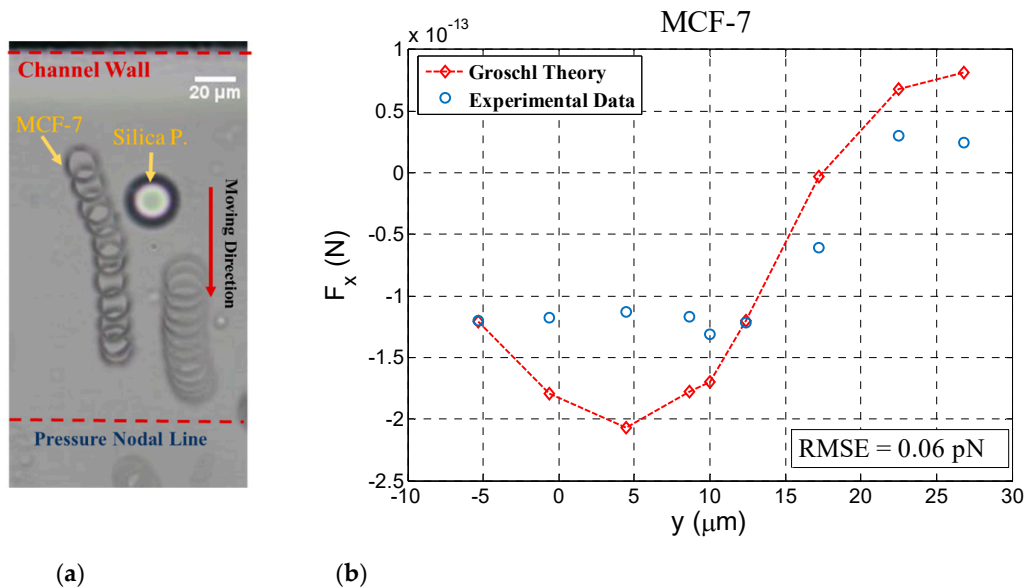 Channel Wall
20 μm
MCF-7
Silica P.
Moving Direction
Pressure Nodal Line
(a)
MCF-7
× 10⁻¹³
1
0.5
0
-0.5
-1
-1.5
-2
-2.5
Fₓ (N)
Groschl Theory
Experimental Data
RMSE = 0.06 pN
-10 -5 0 5 10 15 20 25 30
y (μm)
(b)